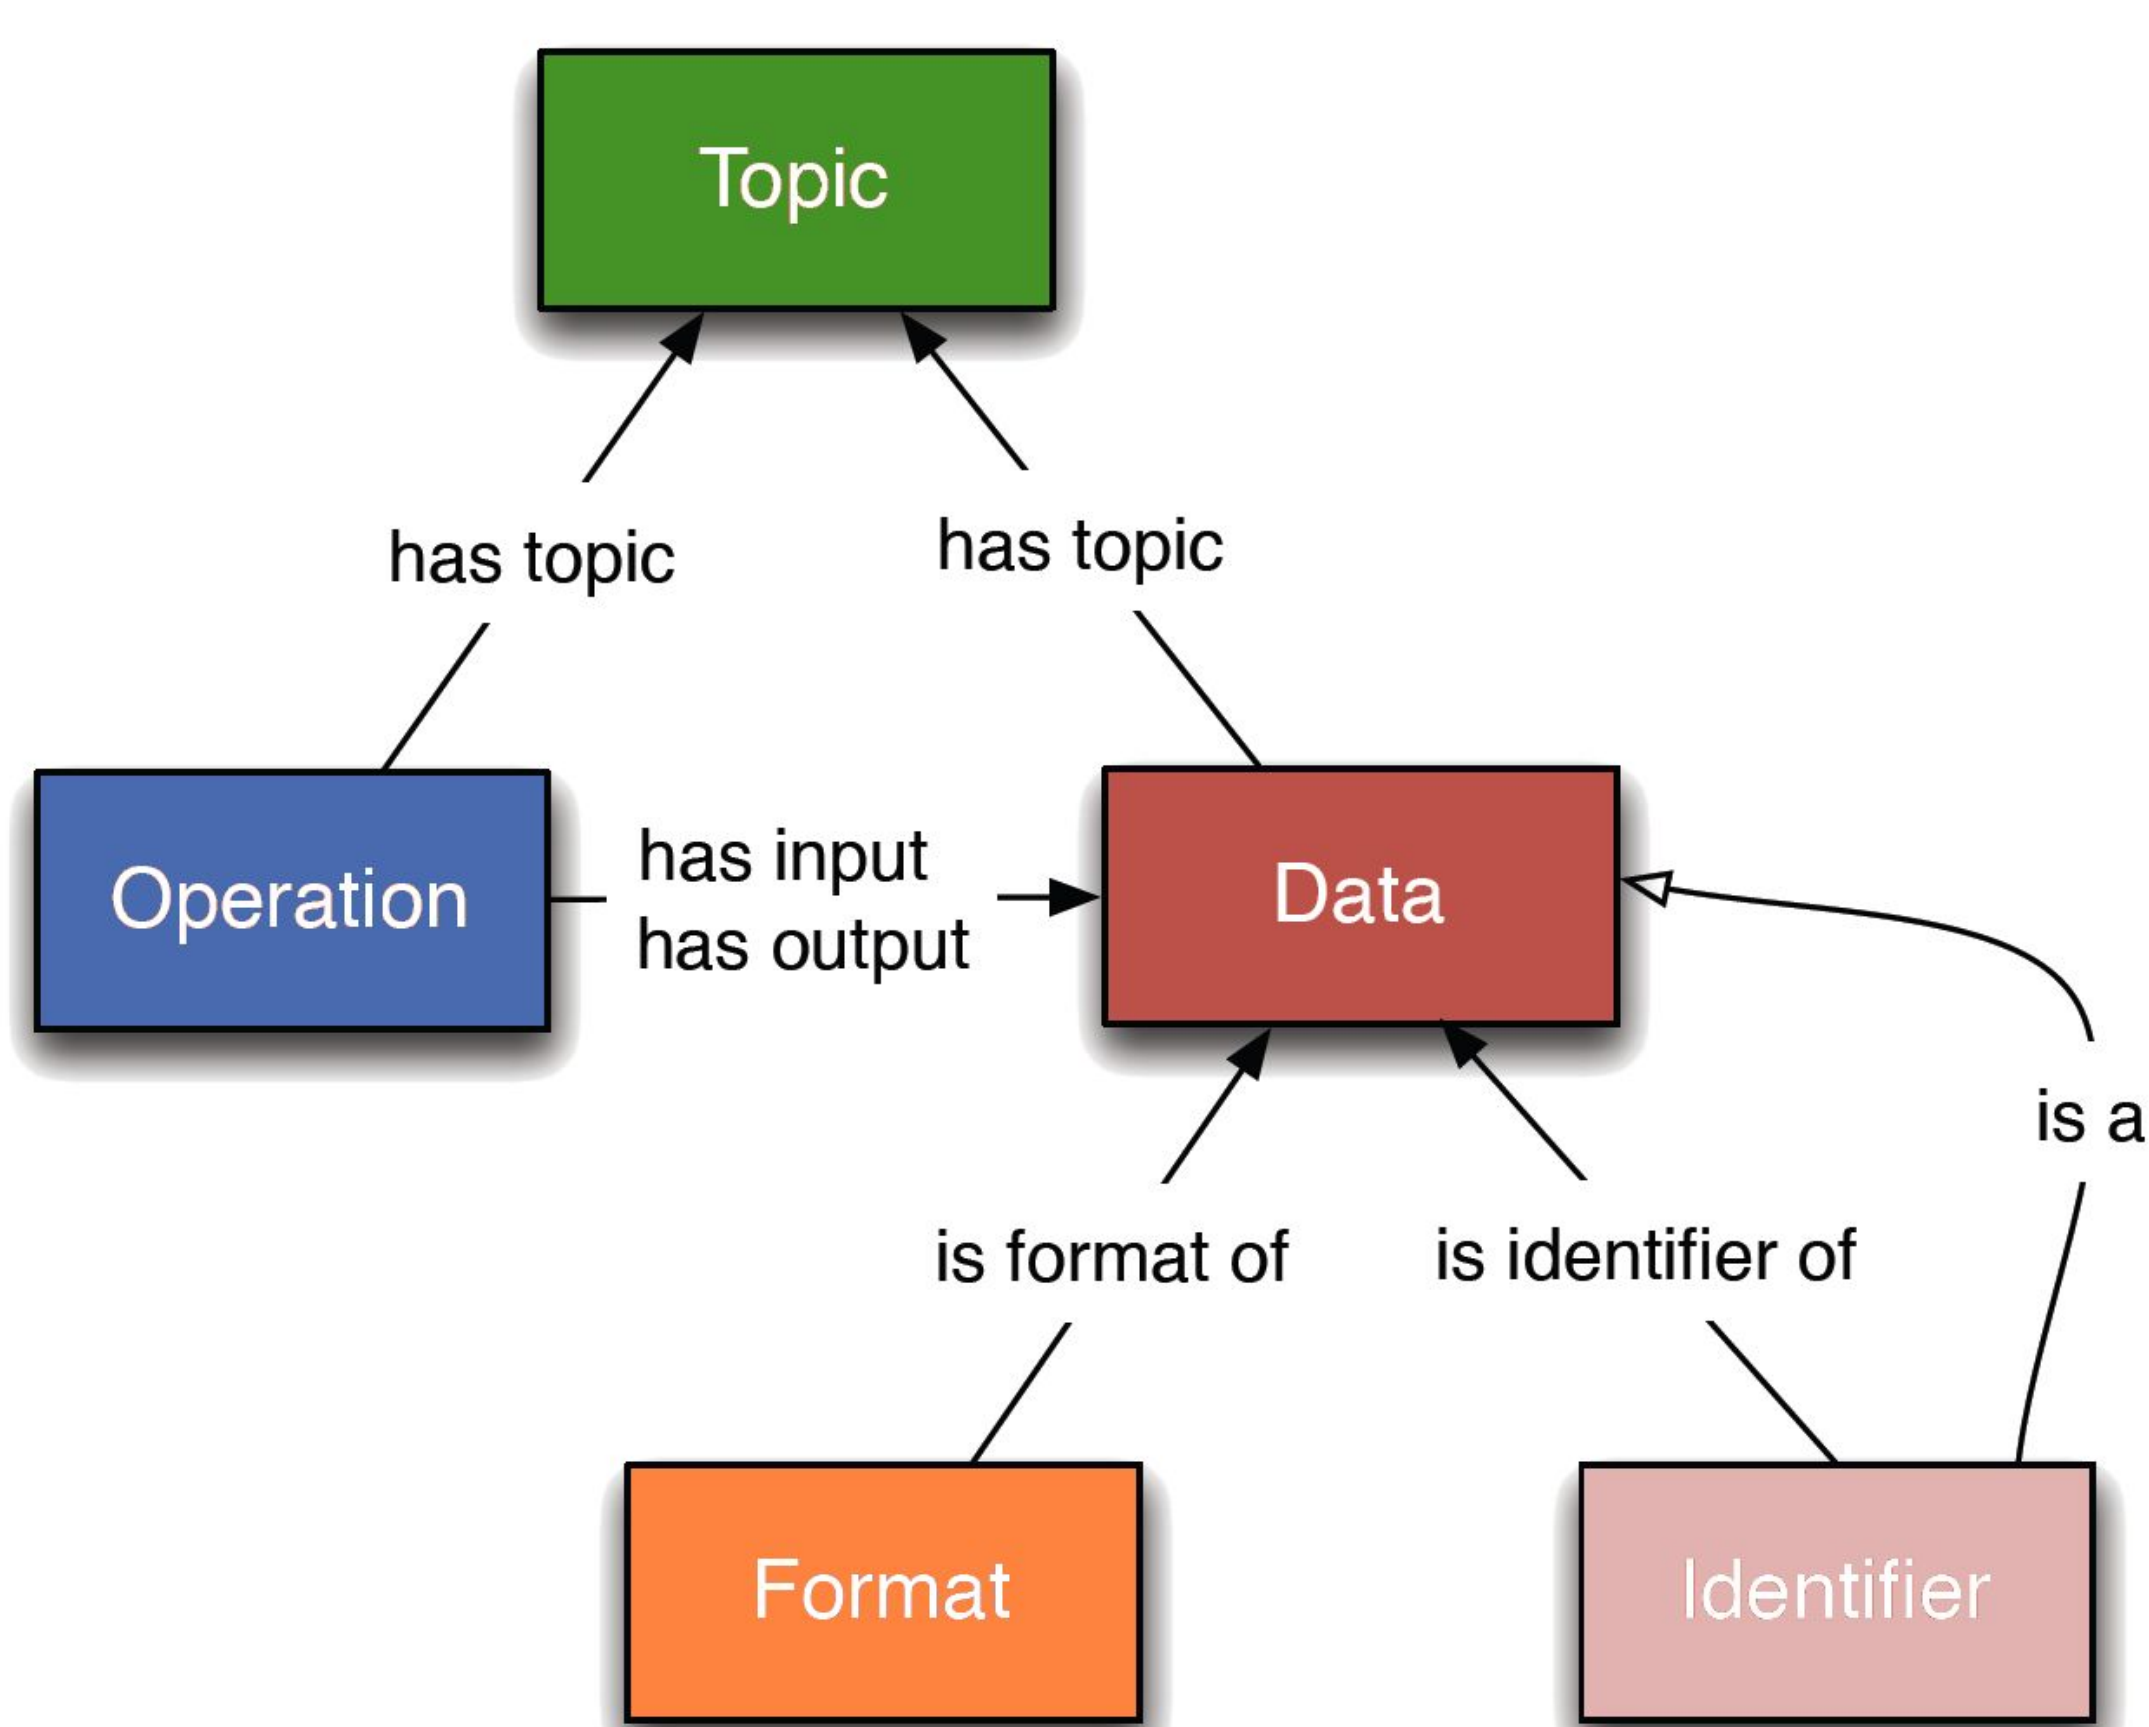 Topic
has topic
has topic
Operation
has input
has output
Data
is a
is format of
is identifier of
Format
Identifier